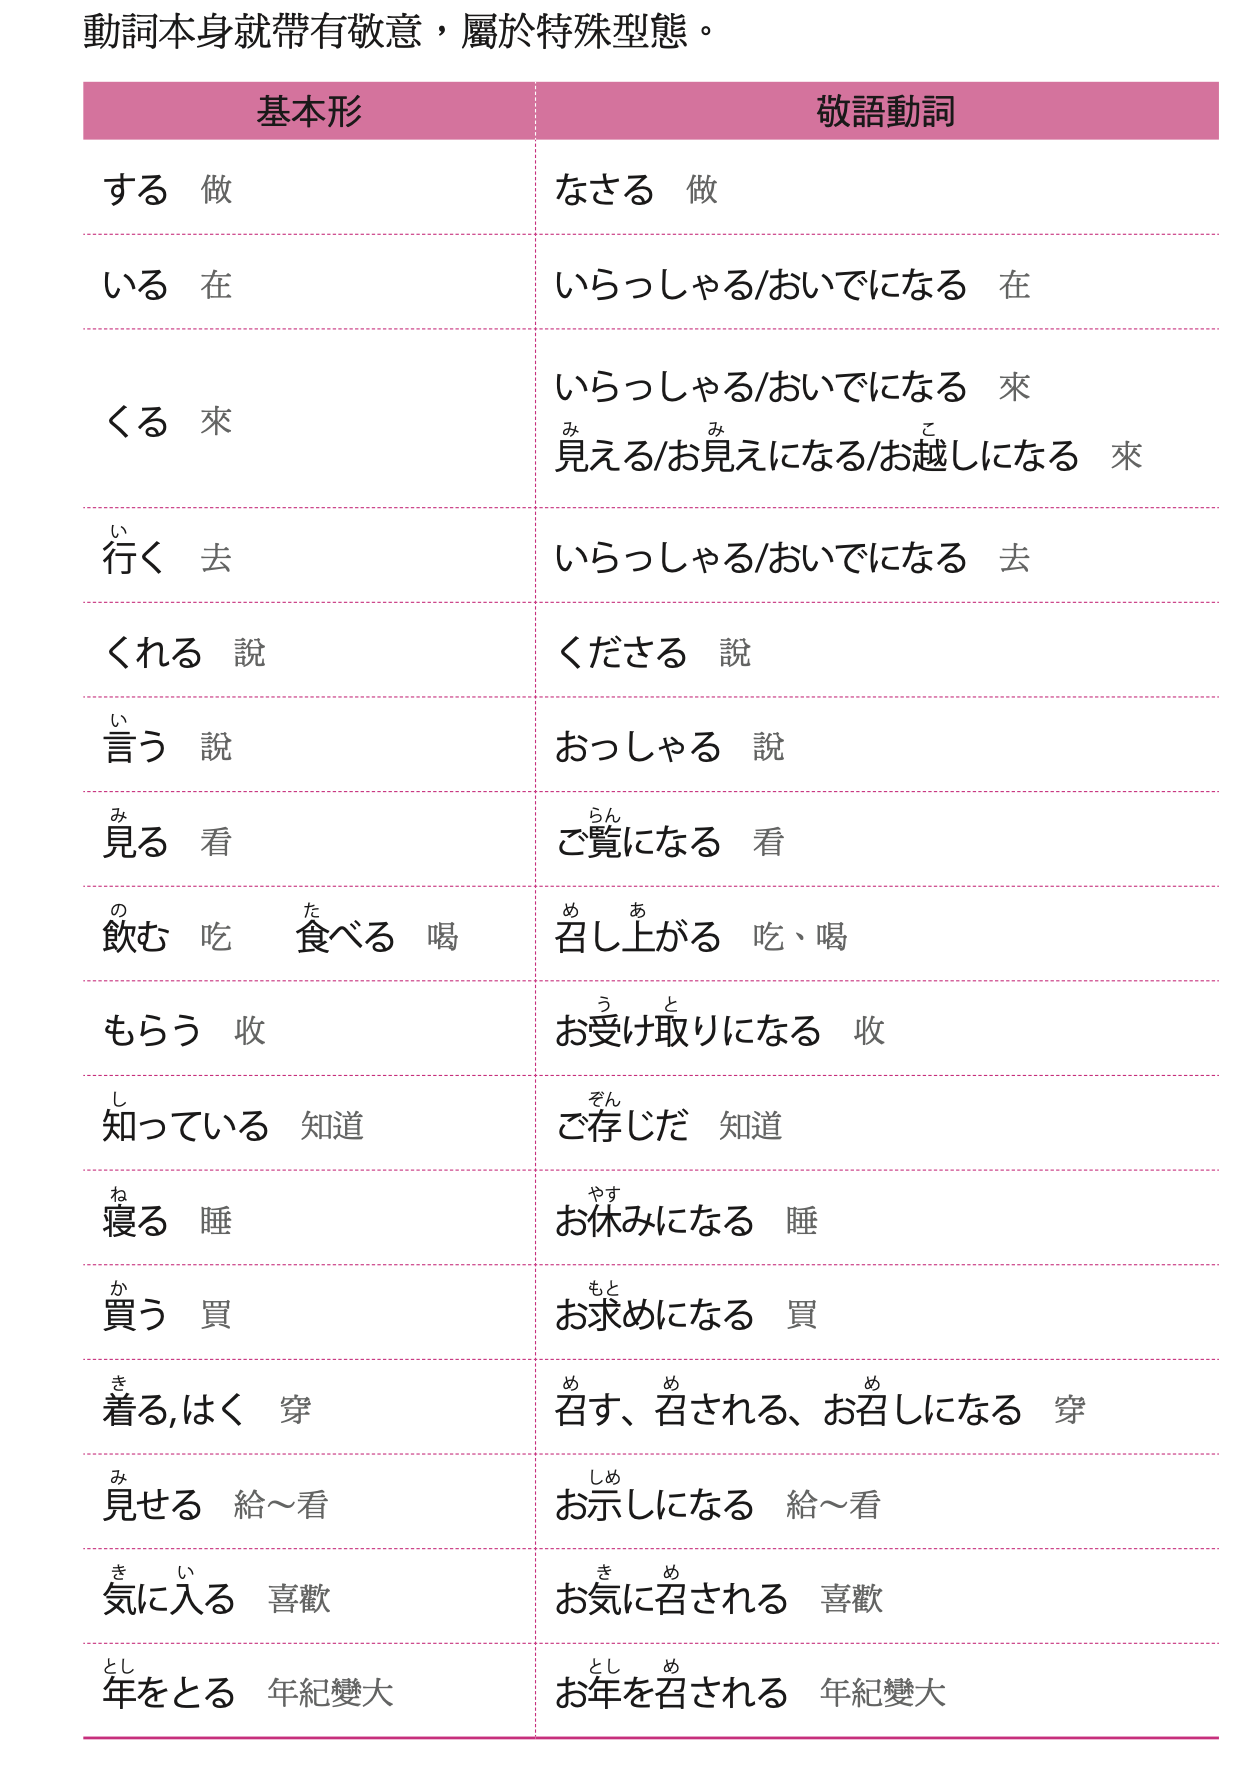 動詞本身就帶有敬意，屬於特殊型態。
基本形 敬語動詞
する 做 なさる 做
いる 在 いらっしゃる/おいでになる 在
くる 來 いらっしゃる/おいでになる 來
み み こ
見える/お見えになる/お越しになる 來
い
行く 去 いらっしゃる/おいでになる 去
くれる 說 くださる 說
い
言う 說 おっしゃる 說
み らん
見る 看 ご覧になる 看
の た め あ
飲む 吃 食べる 喝 召し上がる 吃、喝
う と
もらう 收 お受け取りになる 收
し ぞん
知っている 知道 ご存じだ 知道
ね やす
寝る 睡 お休みになる 睡
か もと
買う 買 お求めになる 買
き め め め
着る,はく 穿 召す、召される、お召しになる 穿
み しめ
見せる 給～看 お示しになる 給～看
き い き め
気に入る 喜歡 お気に召される 喜歡
とし とし め
年をとる 年紀變大 お年を召される 年紀變大